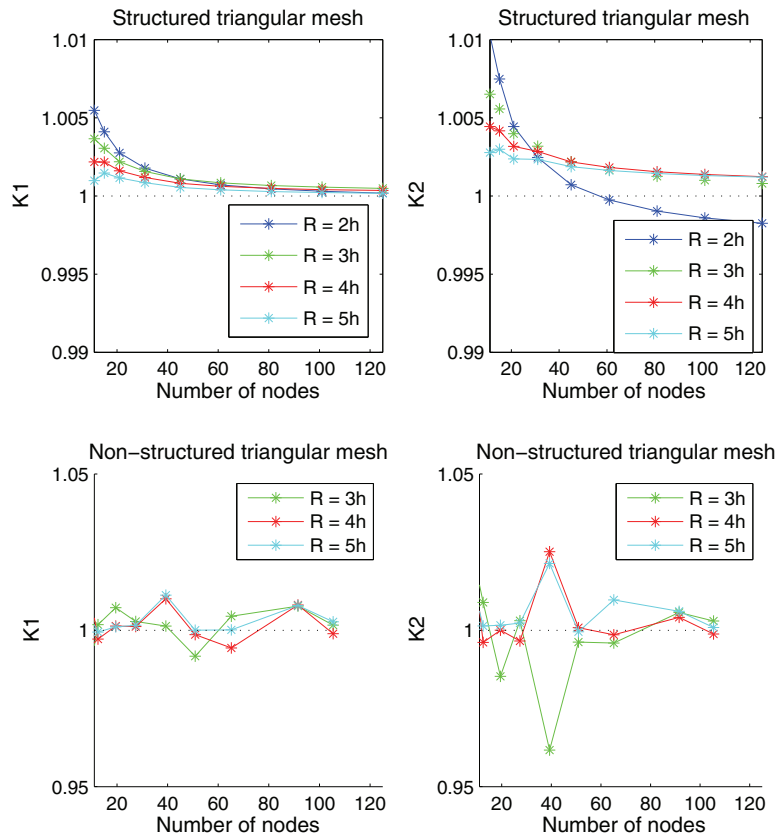 Structured triangular mesh
1.01
1.005
1
0.995
0.99
K1
R = 2h
R = 3h
R = 4h
R = 5h
20 40 60 80 100 120
Number of nodes
Structured triangular mesh
1.01
1.005
1
0.995
0.99
K2
R = 2h
R = 3h
R = 4h
R = 5h
20 40 60 80 100 120
Number of nodes
Non−structured triangular mesh
1.05
1
0.95
K1
R = 3h
R = 4h
R = 5h
20 40 60 80 100 120
Number of nodes
Non−structured triangular mesh
1.05
1
0.95
K2
R = 3h
R = 4h
R = 5h
20 40 60 80 100 120
Number of nodes